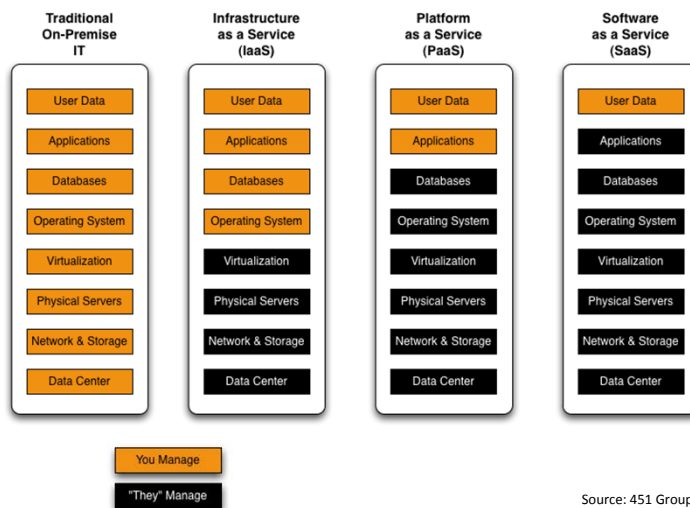 Traditional
On-Premise
IT
User Data
Applications
Databases
Operating System
Virtualization
Physical Servers
Network & Storage
Data Center
Infrastructure
as a Service
(IaaS)
User Data
Applications
Databases
Operating System
Virtualization
Physical Servers
Network & Storage
Data Center
Platform
as a Service
(PaaS)
User Data
Applications
Databases
Operating System
Virtualization
Physical Servers
Network & Storage
Data Center
Software
as a Service
(SaaS)
User Data
Applications
Databases
Operating System
Virtualization
Physical Servers
Network & Storage
Data Center
You Manage
"They" Manage
Source: 451 Group